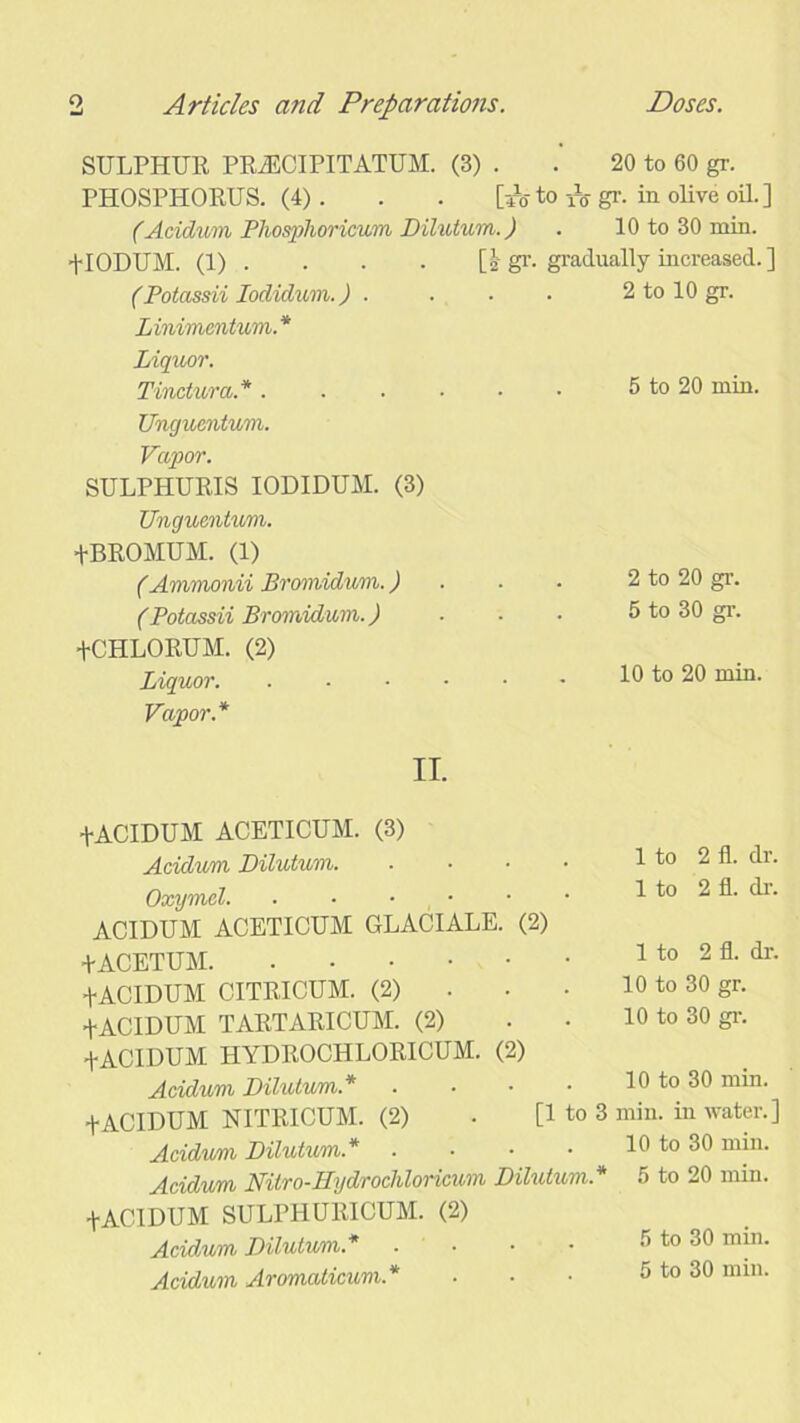 2 Articles and Preparations. Doses.
SULPHUR PRÆCIPITATUM. (3) . . 20 to 60 gr.
PHOSPHORUS. (4) . . . [ to gr. in olive oil.]
(Acidum Phosphoricum Dilutum.) . 10 to 30 min.
†IODUM. (1) . . . . [½ gr. gradually increased.]
(Potassii Iodidum.) . . . . 2 to 10 gr.
Linimentum.*
Liquor.
Tinctura.* . . . . . . 5 to 20 min.
Unguentum.
Vapor.
SULPHURIS IODIDUM. (3)
Unguentum.
†BROMUM. (1)
(Ammonii Bromidum.) . . . 2 to 20 gr.
(Potassii Bromidum.) . . . 5 to 30 gr.
†CHLORUM. (2)
Liquor. . . . . . . 10 to 20 min.
Vapor.*
II.
†ACIDUM ACETICUM. (3)
Acidum Dilutum. . . . . 1 to 2 fl. dr.
Oxymel. . . . . . . 1 to 2 fl. dr.
ACIDUM ACETICUM GLACIALE. (2)
†ACETUM. . . . . . . 1 to 2 fl. dr.
†ACIDUM CITRICUM. (2) . . . 10 to 30 gr.
†ACIDUM TARTARICUM. (2) . . 10 to 30 gr.
†ACIDUM HYDROCHLORICUM. (2)
Acidum Dilutum.* . . . . 10 to 30 min.
†ACIDUM NITRICUM. (2) . [1 to 3 min. in water.]
Acidum Dilutum.* . . . . 10 to 30 min.
Acidum Nitro-Hydrochloricum Dilutum.* 5 to 20 min.
†ACIDUM SULPHURICUM. (2)
Acidum Dilutum.* . . . . 5 to 30 min.
Acidum Aromaticum.* . . . 5 to 30 min.